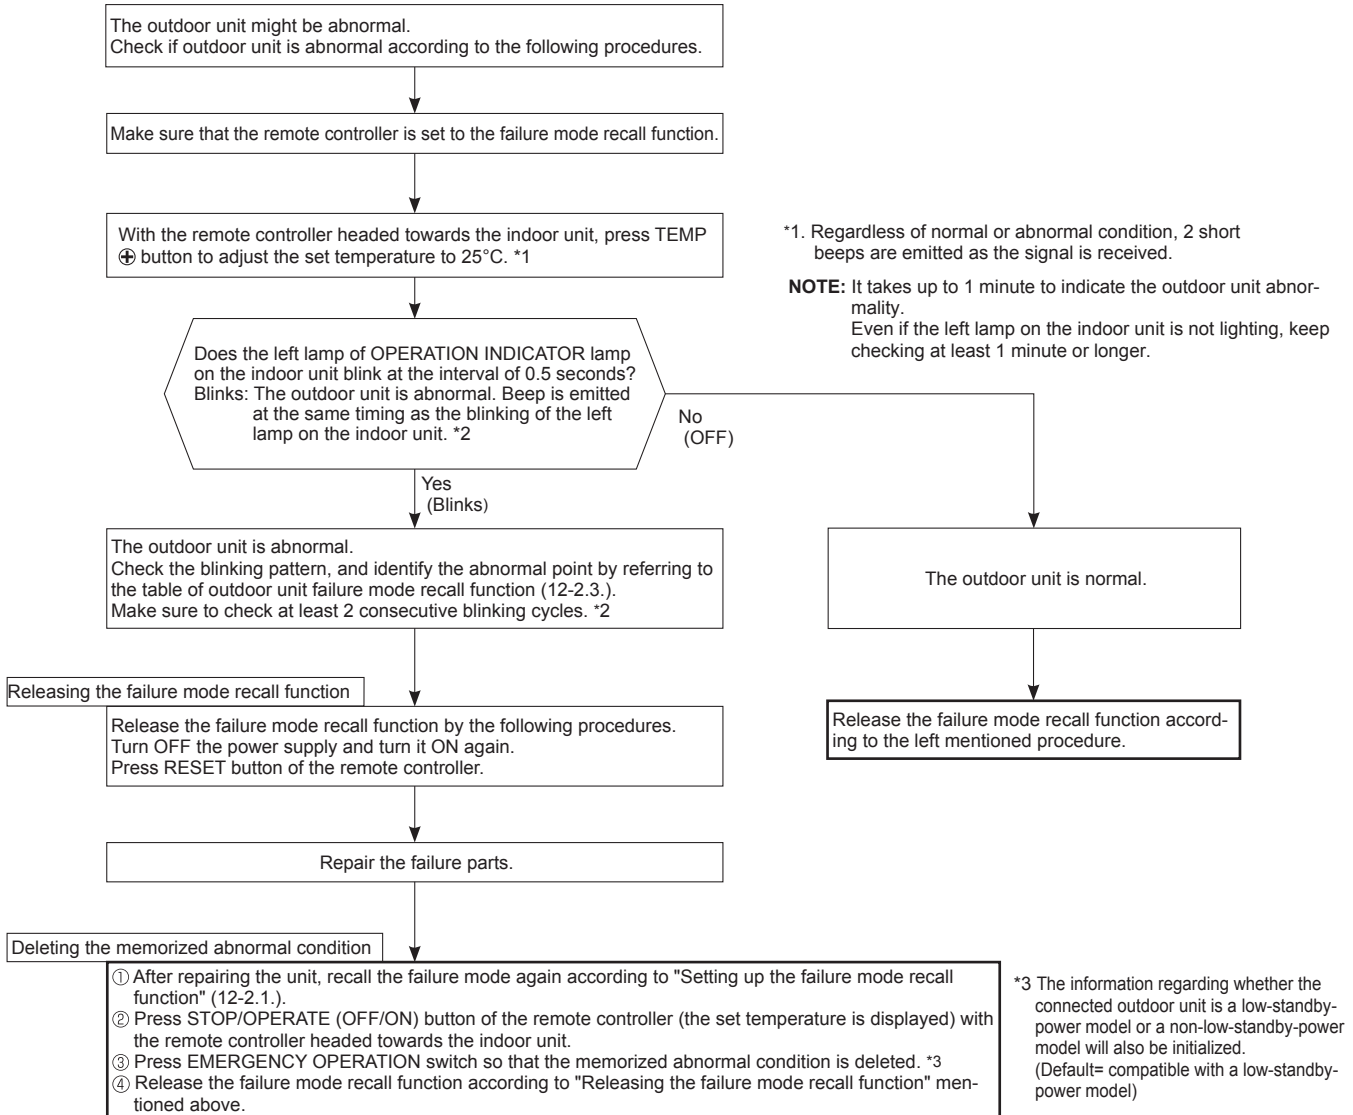 The outdoor unit might be abnormal.
Check if outdoor unit is abnormal according to the following procedures.
Make sure that the remote controller is set to the failure mode recall function.
With the remote controller headed towards the indoor unit, press TEMP
⊕ button to adjust the set temperature to 25°C. *1
*1. Regardless of normal or abnormal condition, 2 short
beeps are emitted as the signal is received.
NOTE: It takes up to 1 minute to indicate the outdoor unit abnor-
mality.
Even if the left lamp on the indoor unit is not lighting, keep
checking at least 1 minute or longer.
Does the left lamp of OPERATION INDICATOR lamp
on the indoor unit blink at the interval of 0.5 seconds?
Blinks: The outdoor unit is abnormal. Beep is emitted
at the same timing as the blinking of the left
lamp on the indoor unit. *2
No
(OFF)
Yes
(Blinks)
The outdoor unit is abnormal.
Check the blinking pattern, and identify the abnormal point by referring to
the table of outdoor unit failure mode recall function (12-2.3.).
Make sure to check at least 2 consecutive blinking cycles. *2
The outdoor unit is normal.
Releasing the failure mode recall function
Release the failure mode recall function by the following procedures.
Turn OFF the power supply and turn it ON again.
Press RESET button of the remote controller.
Release the failure mode recall function accord-
ing to the left mentioned procedure.
Repair the failure parts.
Deleting the memorized abnormal condition
① After repairing the unit, recall the failure mode again according to "Setting up the failure mode recall
function" (12-2.1.).
② Press STOP/OPERATE (OFF/ON) button of the remote controller (the set temperature is displayed) with
the remote controller headed towards the indoor unit.
③ Press EMERGENCY OPERATION switch so that the memorized abnormal condition is deleted. *3
④ Release the failure mode recall function according to "Releasing the failure mode recall function" men-
tioned above.
*3 The information regarding whether the
connected outdoor unit is a low-standby-
power model or a non-low-standby-power
model will also be initialized.
(Default= compatible with a low-standby-
power model)